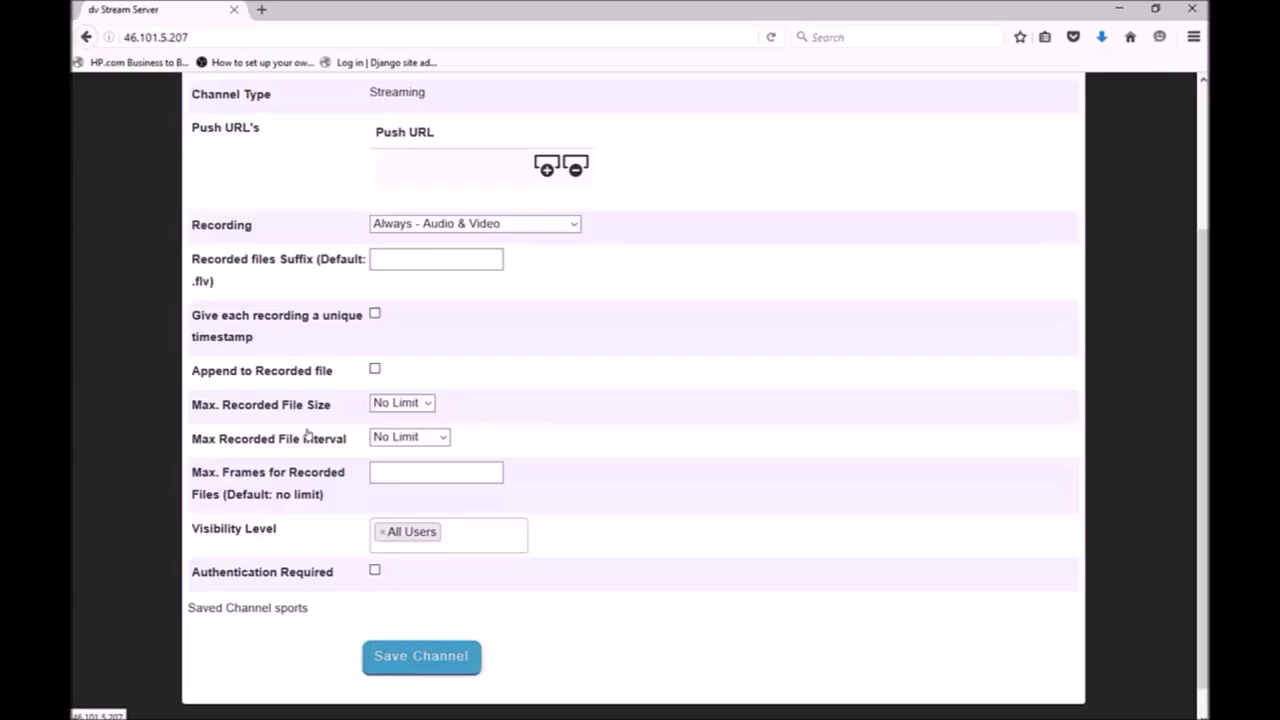 dv Stream Server
46.101.5.207
Search
HP.com Business to B...
How to set up your ow...
Log in | Django site ad...
Channel Type
Streaming
Push URL's
Push URL
Recording
Always - Audio & Video
Recorded files Suffix (Default:
.flv)
Give each recording a unique
timestamp
Append to Recorded file
Max. Recorded File Size
No Limit
Max Recorded File Interval
No Limit
Max. Frames for Recorded
Files (Default: no limit)
Visibility Level
×All Users
Authentication Required
Saved Channel sports
Save Channel
46.101.5.207